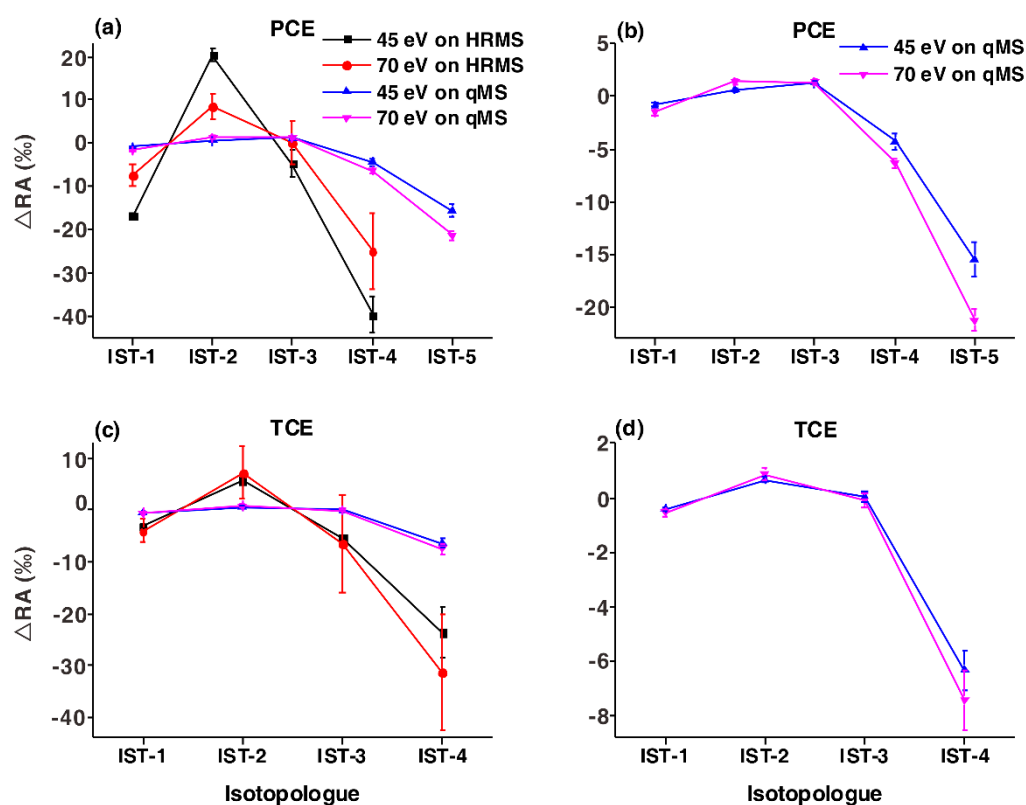 (a) PCE
45 eV on HRMS
70 eV on HRMS
45 eV on qMS
70 eV on qMS
△RA (‰)
20
10
0
-10
-20
-30
-40
IST-1 IST-2 IST-3 IST-4 IST-5
(b) PCE
45 eV on qMS
70 eV on qMS
5
0
-5
-10
-15
-20
IST-1 IST-2 IST-3 IST-4 IST-5
(c) TCE
△RA (‰)
10
0
-10
-20
-30
-40
IST-1 IST-2 IST-3 IST-4
Isotopologue
(d) TCE
2
0
-2
-4
-6
-8
IST-1 IST-2 IST-3 IST-4
Isotopologue